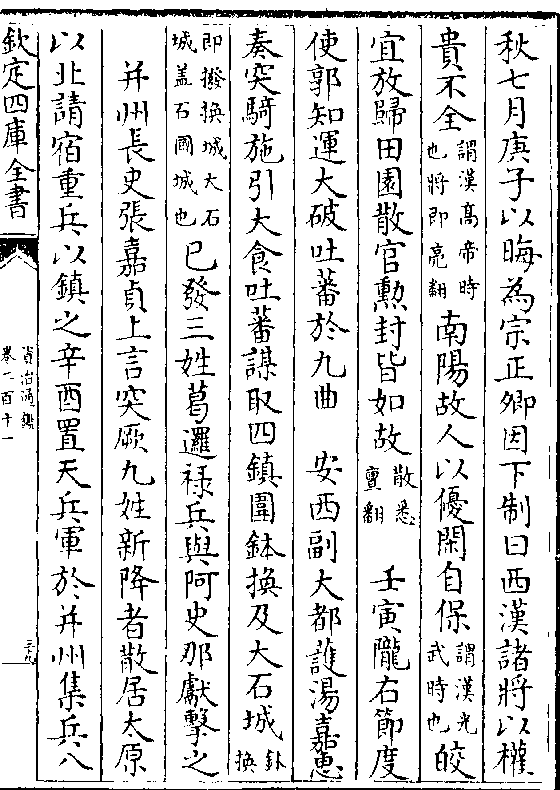 秋七月庚子以晦為宗正卿因下制曰西漢諸將以權
貴不全謂漢髙帝時也將即亮翻南陽故人以優閑自保謂漢光武時也皎
宜放歸田園散官勲封皆如故散悉亶翻　壬寅隴右節度
使郭知運大破吐蕃於九曲　安西副大都䕶湯嘉惠
奏突騎施引大食吐蕃謀取四鎮圍鉢換及大石城鉢換
即撥換城大石城盖石國城也已發三姓葛邏祿兵與阿史那獻擊之
并州長史張嘉貞上言突厥九姓新降者散居太原
以北請宿重兵以鎮之辛酉置天兵軍於并州集兵八
欽定四庫全書
資治通鑑
卷二百十一
三十九